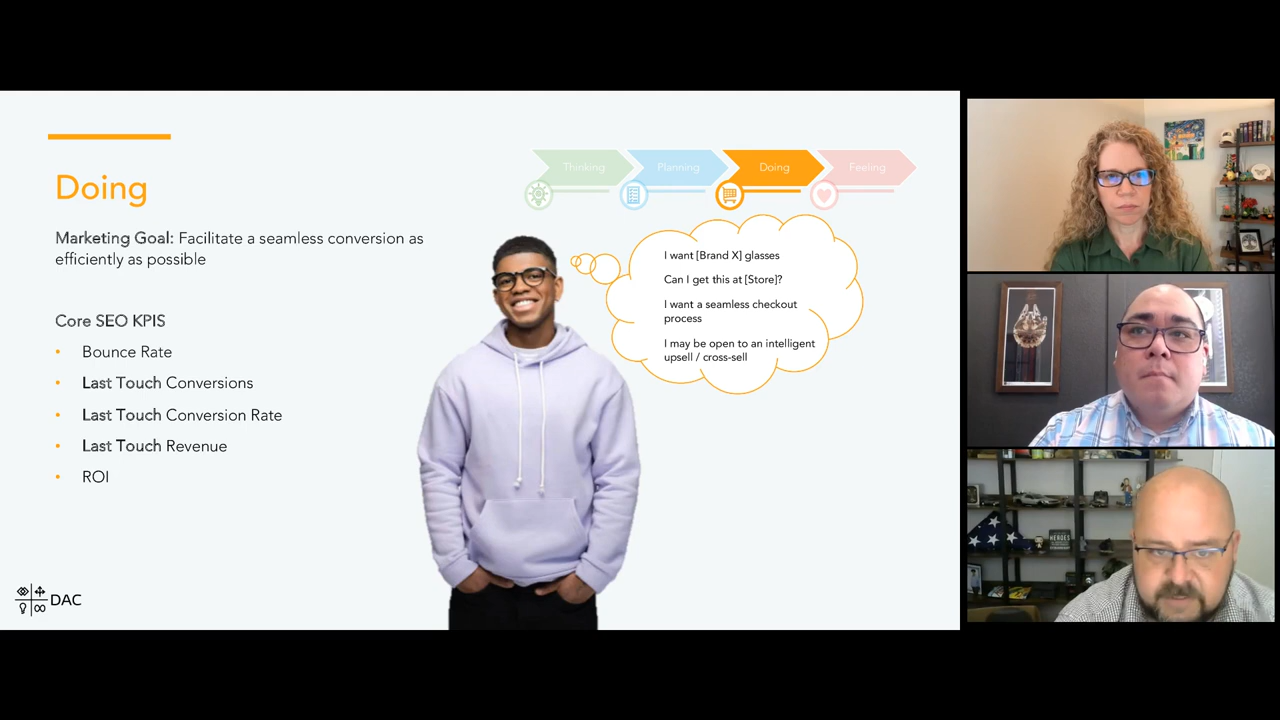 Thinking
Planning
Doing
Feeling
Doing
Marketing Goal: Facilitate a seamless conversion as
efficiently as possible
Core SEO KPIS
• Bounce Rate
• Last Touch Conversions
• Last Touch Conversion Rate
• Last Touch Revenue
• ROI
I want [Brand X] glasses
Can I get this at [Store]?
I want a seamless checkout
process
I may be open to an intelligent
upsell / cross-sell
DAC
HEROES